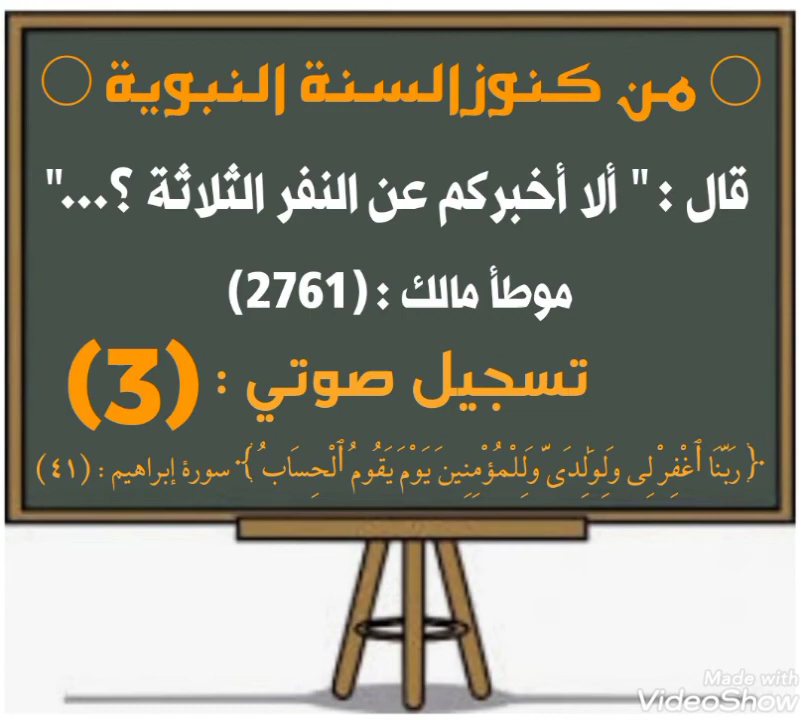 ○ من كنوز السنة النبوية ○
قال : " ألا أخبركم عن النفر الثلاثة ؟..."
موطأ مالك : (2761)
تسجيل صوتي : (3)
﴿رَبَّنَا ٱغْفِرْ لِى وَلِوَٰلِدَىَّ وَلِلْمُؤْمِنِينَ يَوْمَ يَقُومُ ٱلْحِسَابُ﴾ سورة إبراهيم : (٤١)
Made with
VideoShow